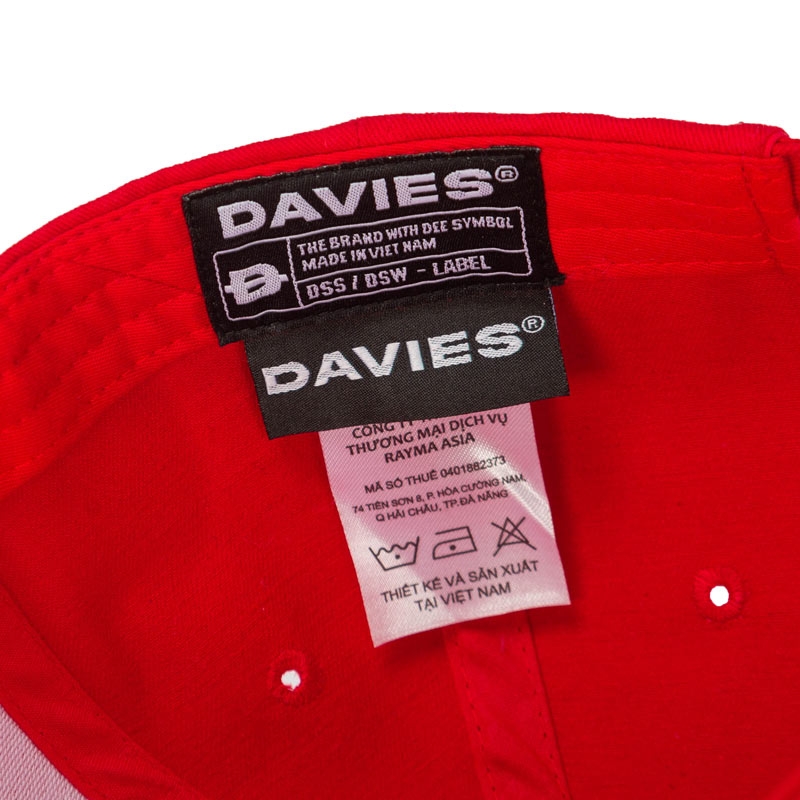 DAVIES®
THE BRAND WITH DEE SYMBOL
MADE IN VIET NAM
DSS / DSW - LABEL
DAVIES®
CÔNG TY
THƯƠNG MẠI DỊCH VỤ
RAYMA ASIA
MÃ SỐ THUẾ 0401882373
74 TIÊN SƠN 8, P. HÒA CƯỜNG NAM,
Q HẢI CHÂU, TP.ĐÀ NẴNG
THIẾT KẾ VÀ SẢN XUẤT
TẠI VIỆT NAM